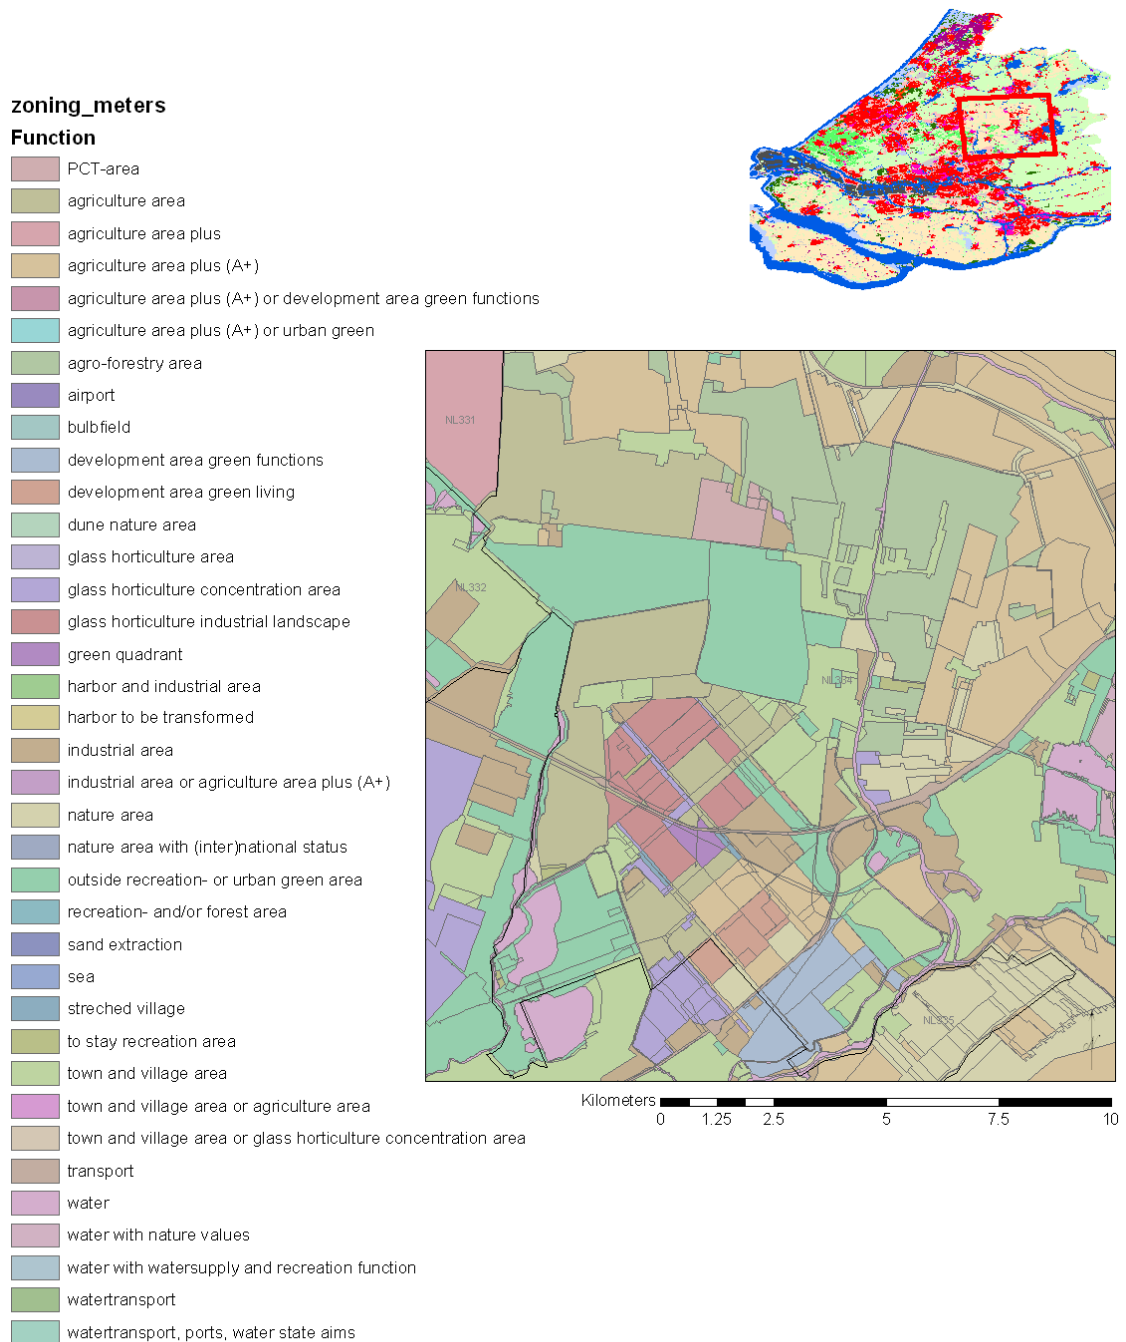 zoning_meters
Function
PCT-area
agriculture area
agriculture area plus
agriculture area plus (A+)
agriculture area plus (A+) or development area green functions
agriculture area plus (A+) or urban green
agro-forestry area
airport
bulbfield
development area green functions
development area green living
dune nature area
glass horticulture area
glass horticulture concentration area
glass horticulture industrial landscape
green quadrant
harbor and industrial area
harbor to be transformed
industrial area
industrial area or agriculture area plus (A+)
nature area
nature area with (inter)national status
outside recreation- or urban green area
recreation- and/or forest area
sand extraction
sea
streched village
to stay recreation area
town and village area
town and village area or agriculture area
town and village area or glass horticulture concentration area
transport
water
water with nature values
water with watersupply and recreation function
watertransport
watertransport, ports, water state aims
NL331
NL332
NL334
NL335
Kilometers
0 1.25 2.5 5 7.5 10